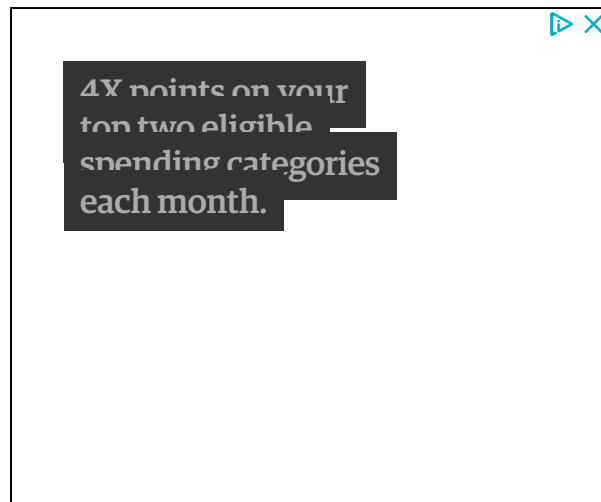 4X points on your
top two eligible
spending categories
each month.